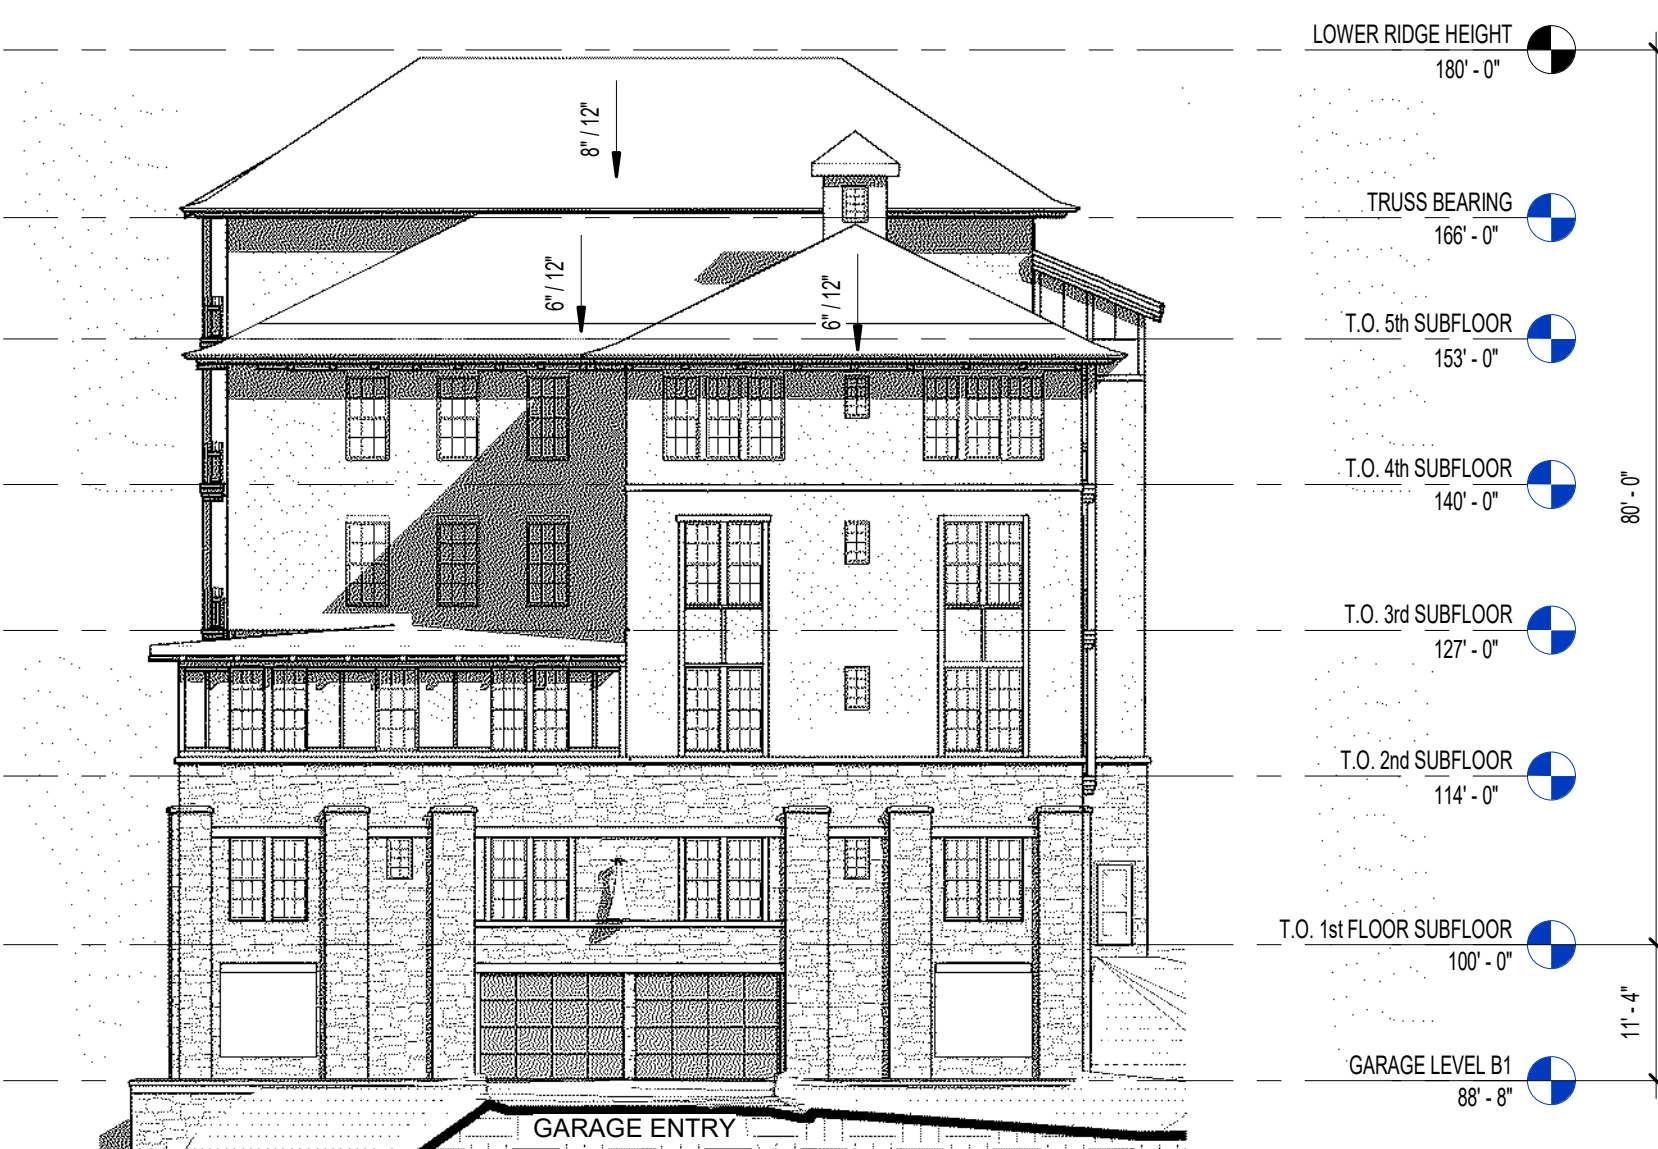 LOWER RIDGE HEIGHT
180' - 0"
8" / 12"
TRUSS BEARING
166' - 0"
6" / 12"
6" / 12"
T.O. 5th SUBFLOOR
153' - 0"
T.O. 4th SUBFLOOR
140' - 0"
80' - 0"
T.O. 3rd SUBFLOOR
127' - 0"
T.O. 2nd SUBFLOOR
114' - 0"
T.O. 1st FLOOR SUBFLOOR
100' - 0"
11' - 4"
GARAGE LEVEL B1
88' - 8"
GARAGE ENTRY